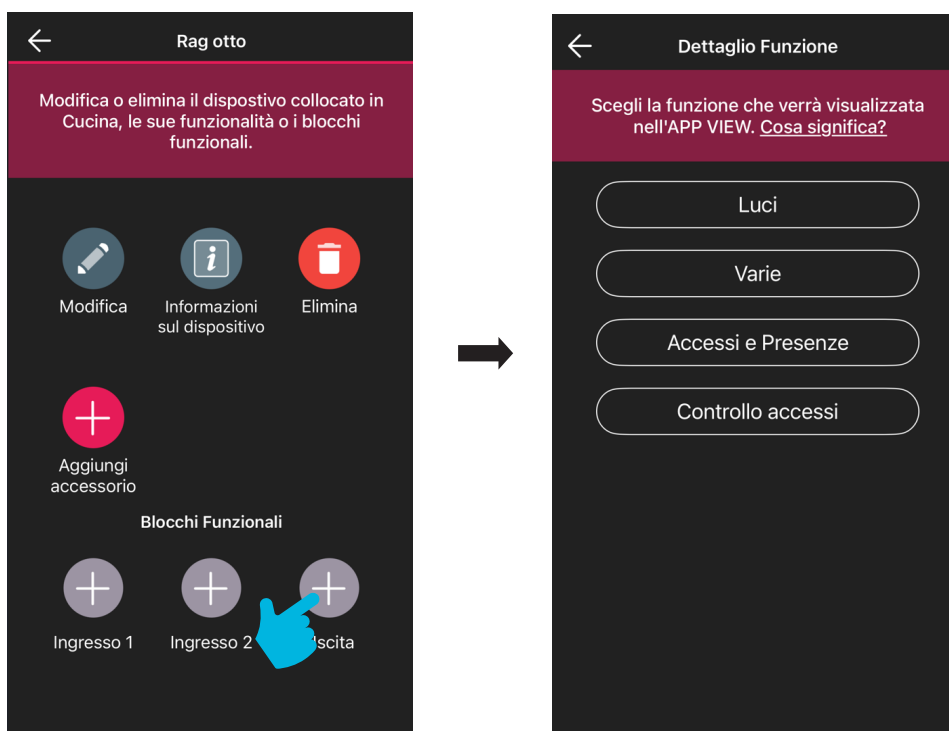 Rag otto
Modifica o elimina il dispostivo collocato in
Cucina, le sue funzionalità o i blocchi
funzionali.
Modifica
Informazioni
sul dispositivo
Elimina
Aggiungi
accessorio
Blocchi Funzionali
Ingresso 1
Ingresso 2
Uscita
Dettaglio Funzione
Scegli la funzione che verrà visualizzata
nell'APP VIEW. Cosa significa?
Luci
Varie
Accessi e Presenze
Controllo accessi